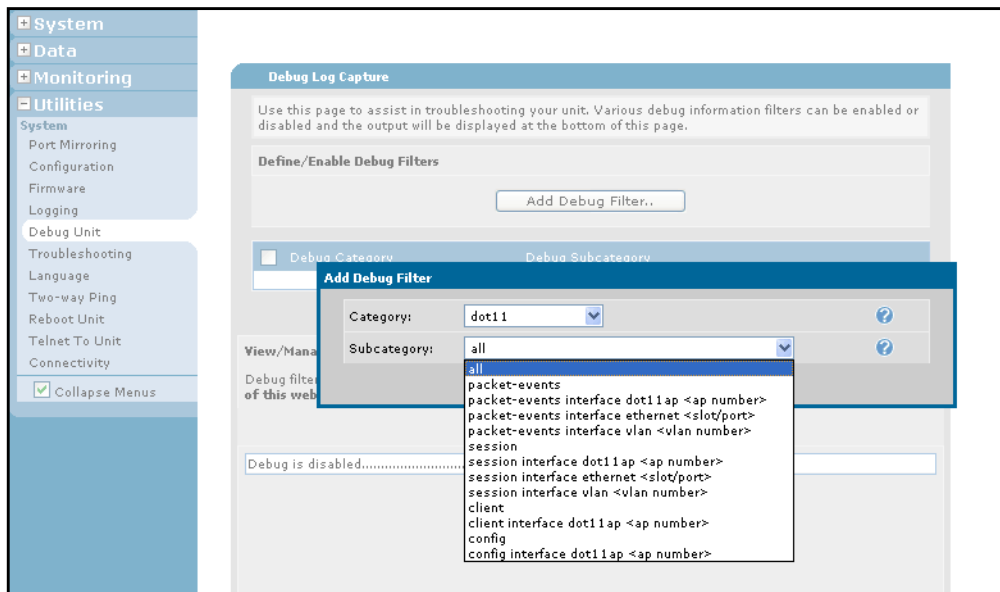 System
Data
Monitoring
Utilities
System
Port Mirroring
Configuration
Firmware
Logging
Debug Unit
Troubleshooting
Language
Two-way Ping
Reboot Unit
Telnet To Unit
Connectivity
Collapse Menus
Debug Log Capture
Use this page to assist in troubleshooting your unit. Various debug information filters can be enabled or
disabled and the output will be displayed at the bottom of this page.
Define/Enable Debug Filters
Add Debug Filter..
Debug Category Debug Subcategory
Add Debug Filter
Category: dot11
Subcategory: all
all
packet-events
packet-events interface dot11ap <ap number>
packet-events interface ethernet <slot/port>
packet-events interface vlan <vlan number>
session
session interface dot11ap <ap number>
session interface ethernet <slot/port>
session interface vlan <vlan number>
client
client interface dot11ap <ap number>
config
config interface dot11ap <ap number>
View/Mana
Debug filter
of this web
Debug is disabled...........................